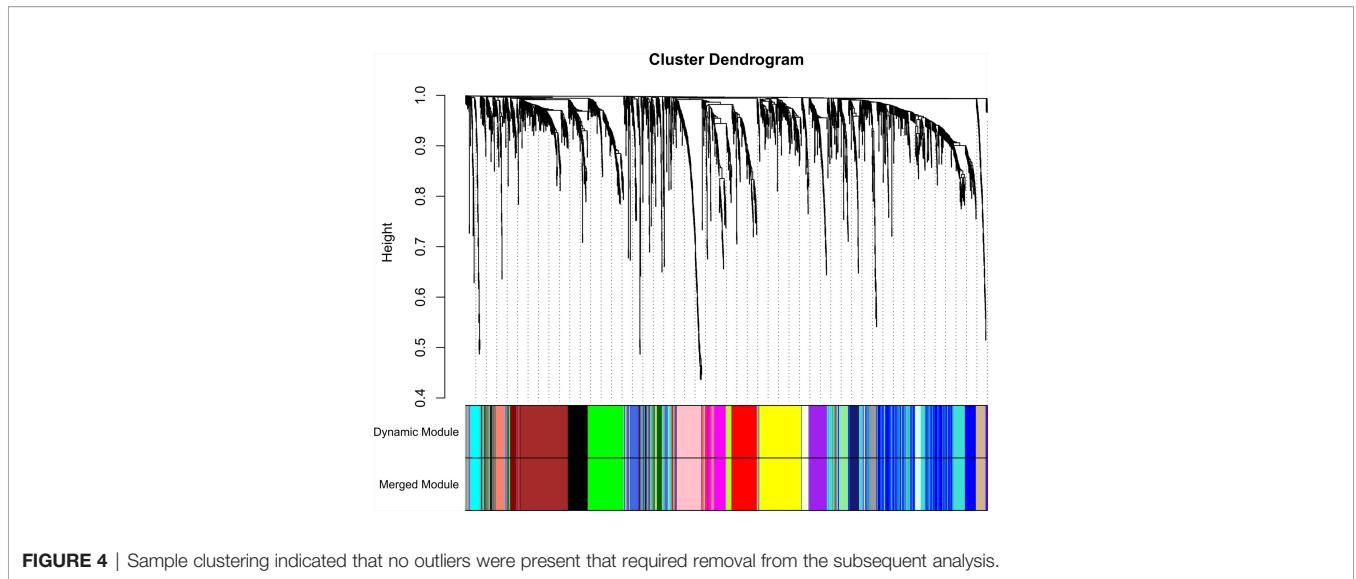 Cluster Dendrogram
Height
1.0
0.9
0.8
0.7
0.6
0.5
0.4
Dynamic Module
Merged Module
FIGURE 4 | Sample clustering indicated that no outliers were present that required removal from the subsequent analysis.